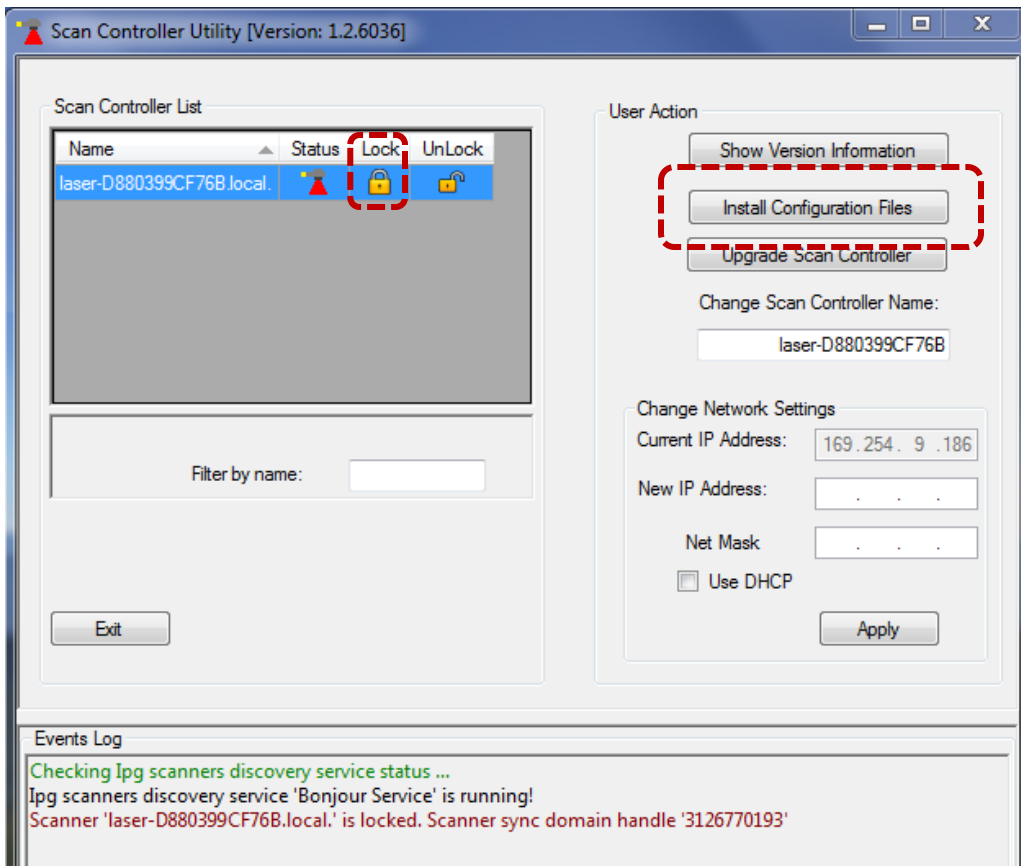 Scan Controller Utility [Version: 1.2.6036]
Scan Controller List
Name Status Lock UnLock
laser-D880399CF76B.local.
Filter by name:
Exit
User Action
Show Version Information
Install Configuration Files
Upgrade Scan Controller
Change Scan Controller Name:
laser-D880399CF76B
Change Network Settings
Current IP Address: 169.254. 9 .186
New IP Address: . . .
Net Mask . . .
Use DHCP
Apply
Events Log
Checking Ipg scanners discovery service status ...
Ipg scanners discovery service 'Bonjour Service' is running!
Scanner 'laser-D880399CF76B.local.' is locked. Scanner sync domain handle '3126770193'